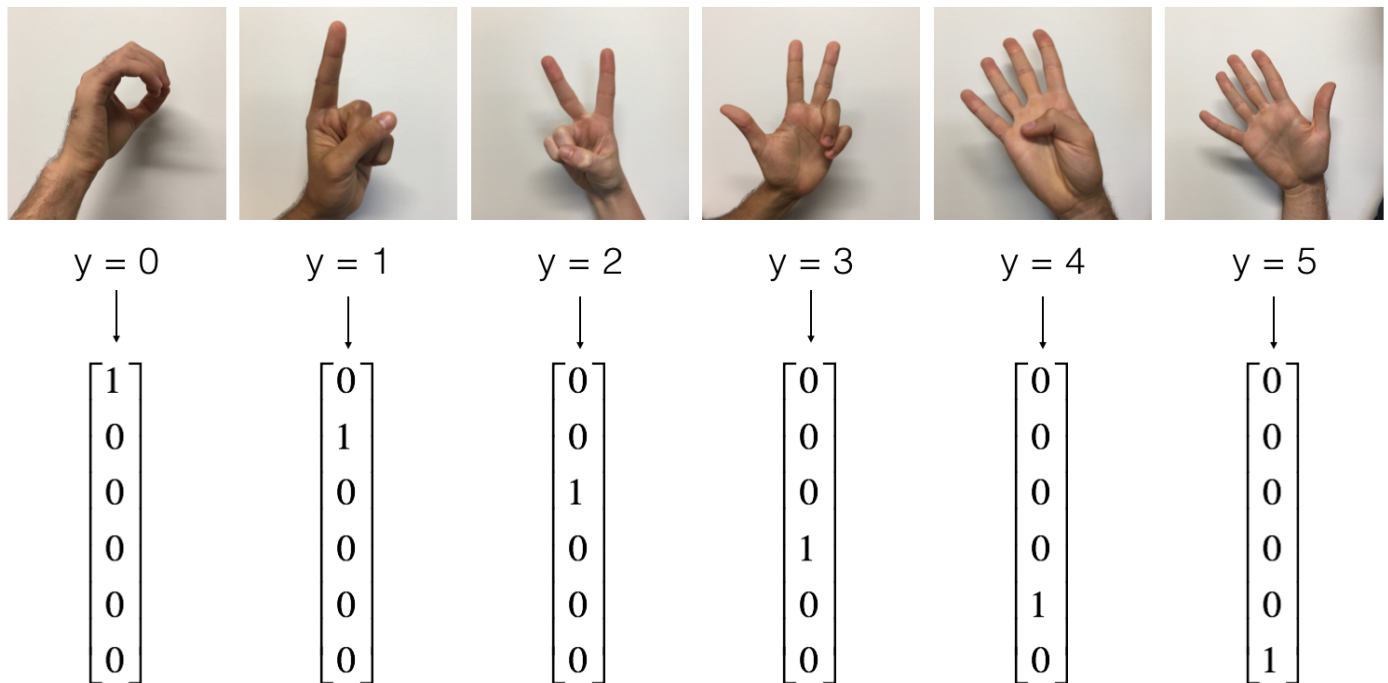 y = 0 y = 1 y = 2 y = 3 y = 4 y = 5
1 0 0 0 0 0
0 1 0 0 0 0
0 0 1 0 0 0
0 0 0 1 0 0
0 0 0 0 1 0
0 0 0 0 0 1